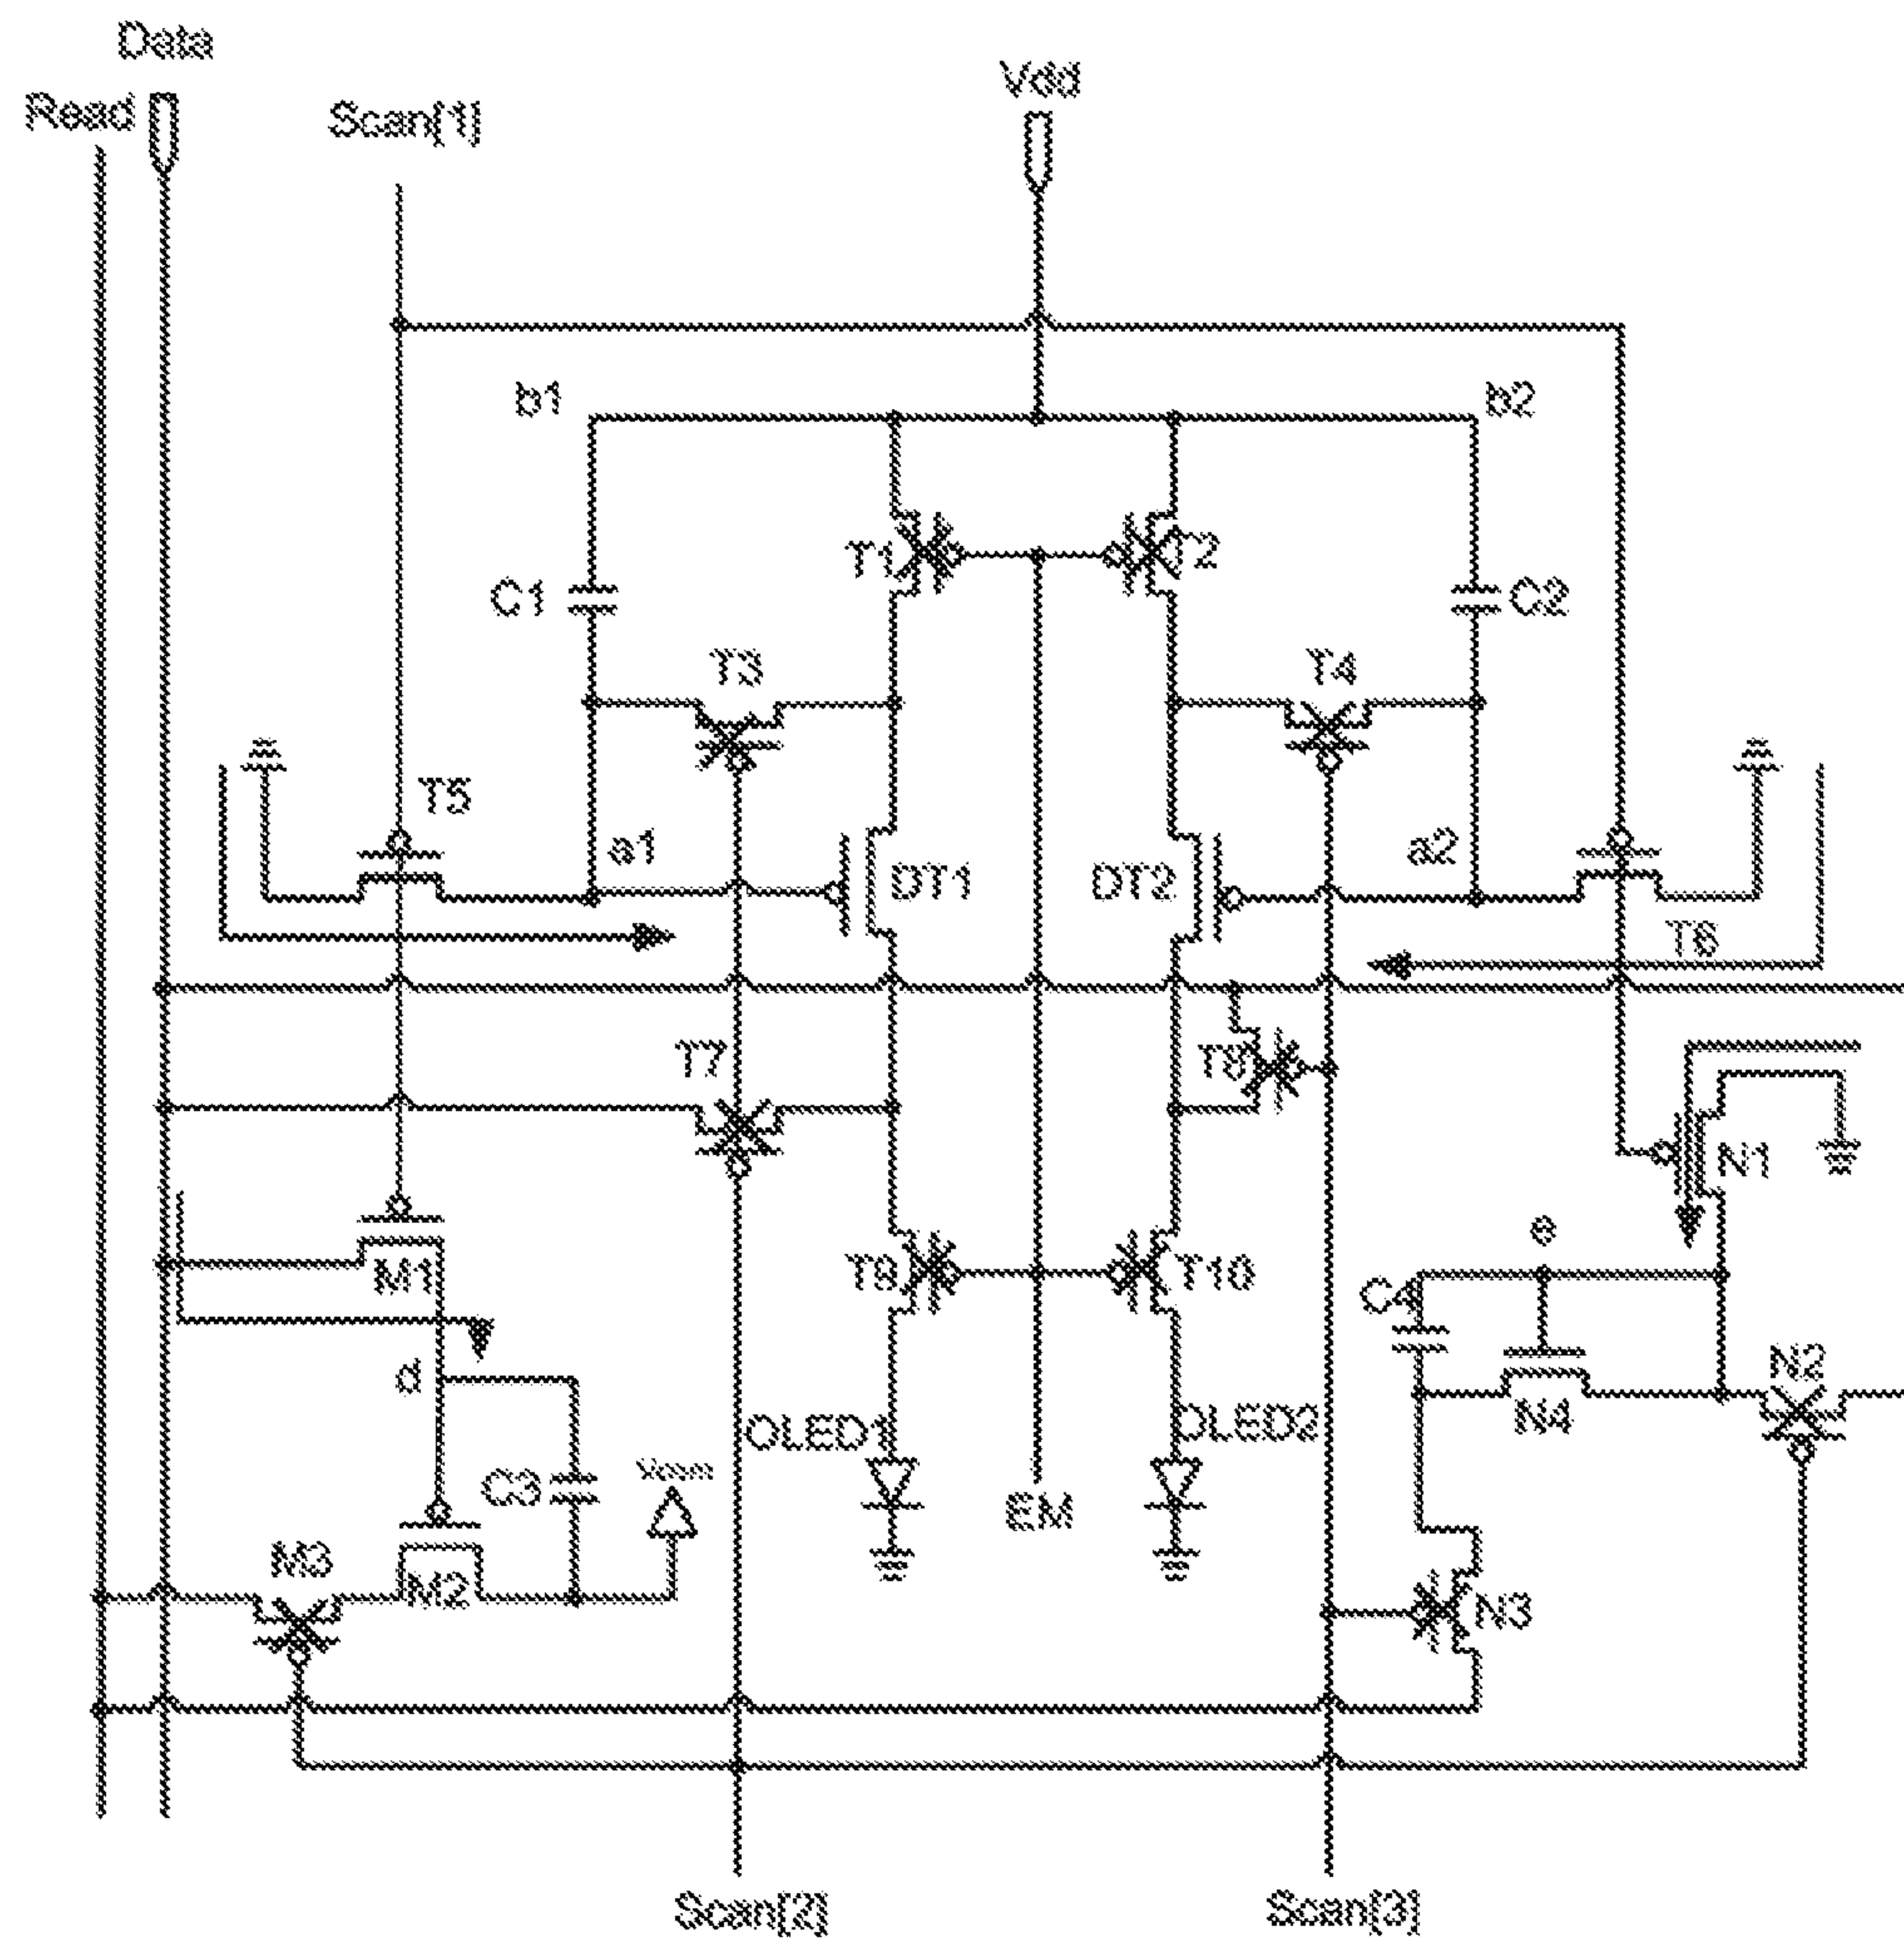 Data
Read
Scan[1]
Vdd
b1
b2
T1
T2
C1
C2
T3
T4
T5
a1
a2
DT1
DT2
T6
T7
T8
N1
e
M1
T9
T10
C4
d
N2
N4
OLED1
OLED2
C3
Vcom
EM
M3
M2
N3
Scan[2]
Scan[3]